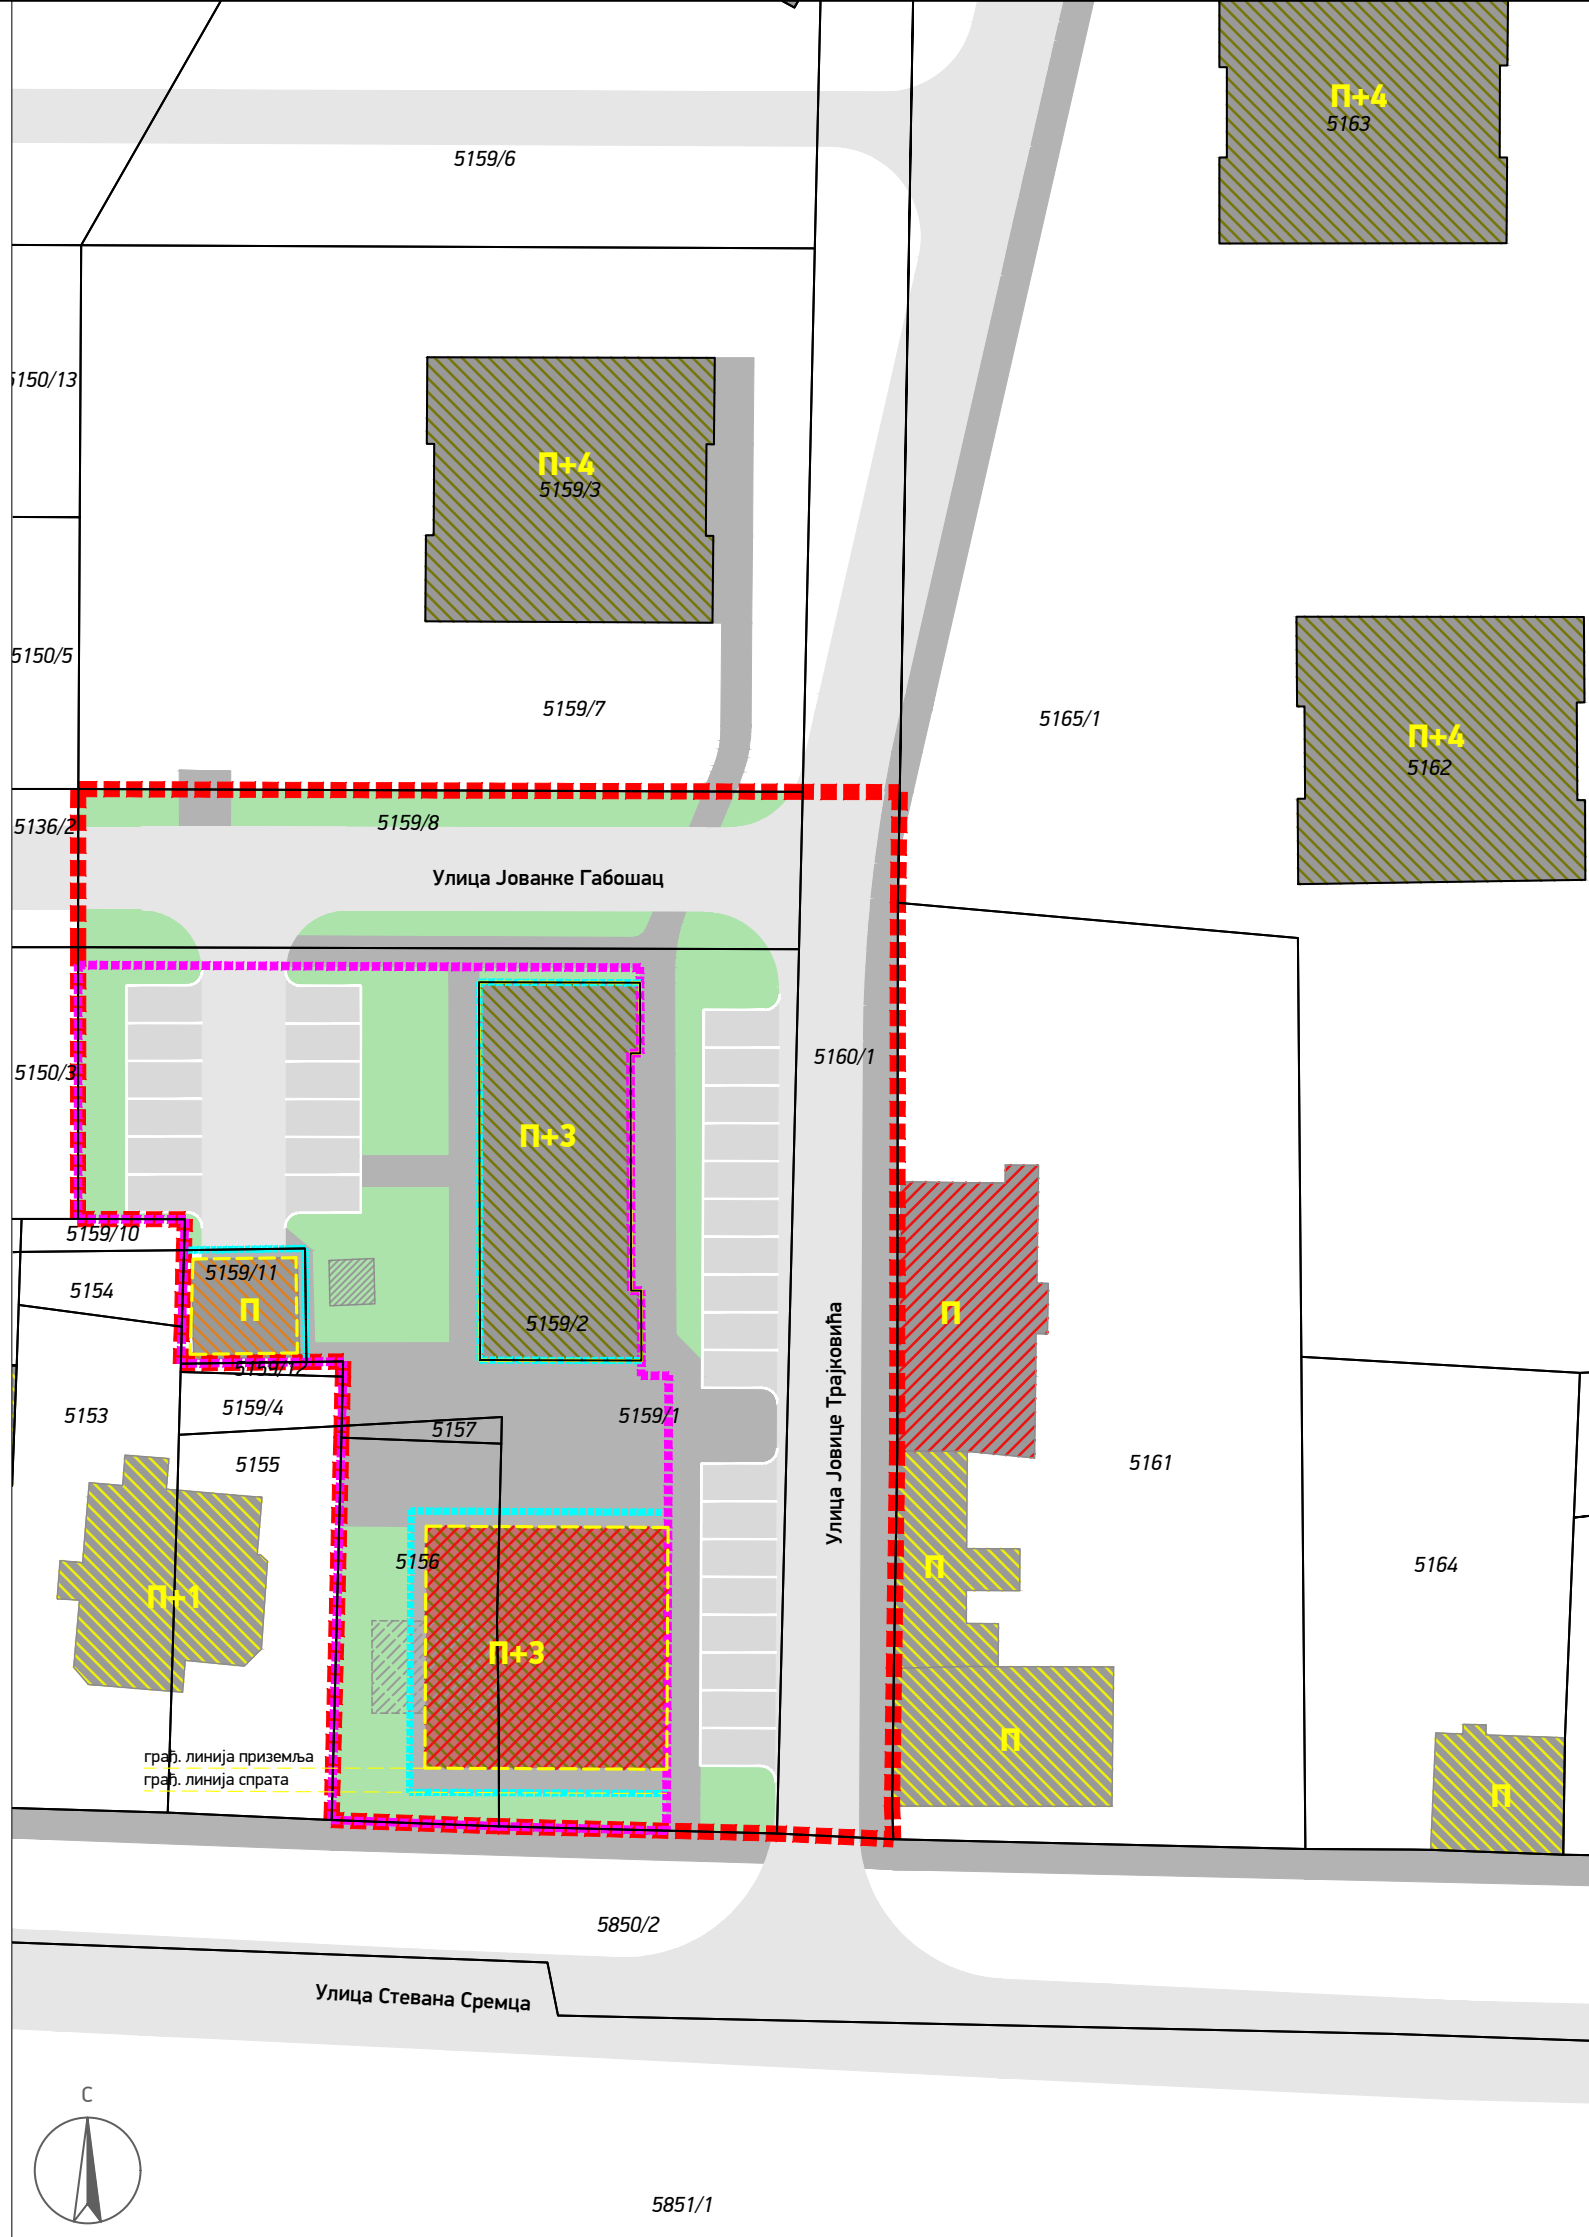 П+4
5163
5159/6
5150/13
П+4
5159/3
5150/5
5159/7
5165/1
П+4
5162
5136/2
5159/8
Улица Јованке Габошац
5150/3
5160/1
П+3
5159/10
5159/11
5154
П
5159/2
П
5159/12
5159/4
5153
5159/1
5157
5155
Улица Јовице Трајковића
5161
5156
П
5164
П+1
П+3
П
грађ. линија приземља
грађ. линија спрата
П
5850/2
Улица Стевана Сремца
С
5851/1